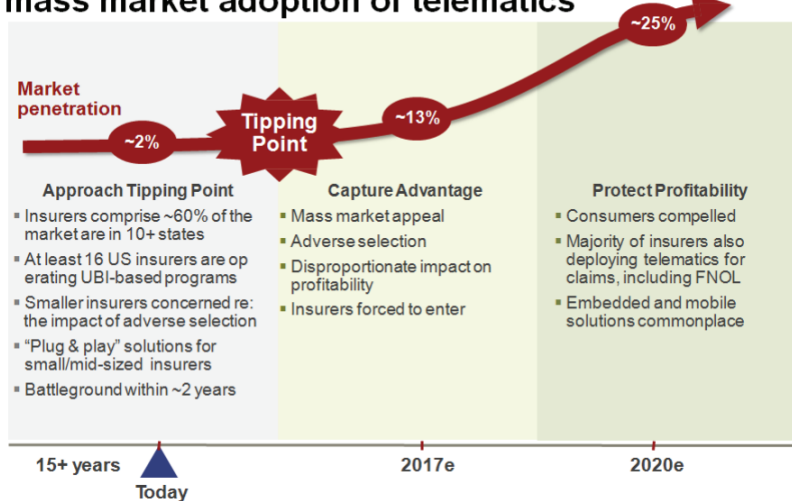 mass market adoption of telematics
~25%
Market
penetration
~2%
Tipping
Point
~13%
Approach Tipping Point
▪ Insurers comprise ~60% of the
market are in 10+ states
▪ At least 16 US insurers are op
erating UBI-based programs
▪ Smaller insurers concerned re:
the impact of adverse selection
▪ “Plug & play” solutions for
small/mid-sized insurers
▪ Battleground within ~2 years
Capture Advantage
▪ Mass market appeal
▪ Adverse selection
▪ Disproportionate impact on
profitability
▪ Insurers forced to enter
Protect Profitability
▪ Consumers compelled
▪ Majority of insurers also
deploying telematics for
claims, including FNOL
▪ Embedded and mobile
solutions commonplace
15+ years
Today
2017e
2020e